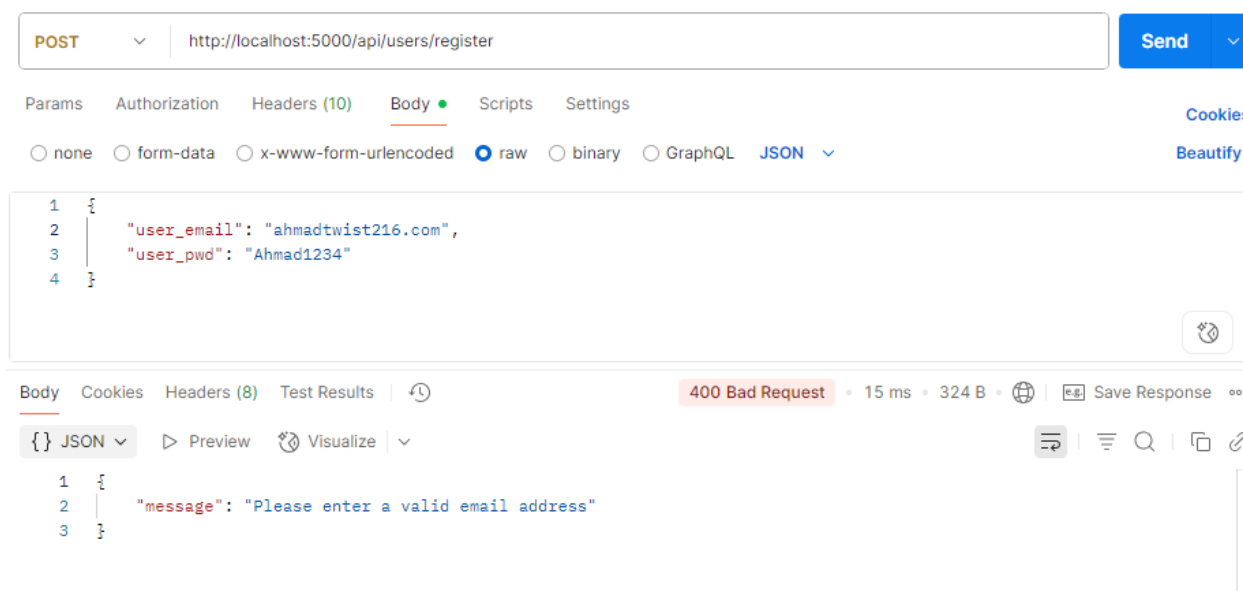 POST http://localhost:5000/api/users/register Send
Params Authorization Headers (10) Body Scripts Settings
Cookies
none form-data x-www-form-urlencoded raw binary GraphQL JSON Beautify
1 {
2 "user_email": "ahmadtwist216.com",
3 "user_pwd": "Ahmad1234"
4 }
Body Cookies Headers (8) Test Results 400 Bad Request 15 ms 324 B e.g. Save Response
{} JSON Preview Visualize
1 {
2 "message": "Please enter a valid email address"
3 }